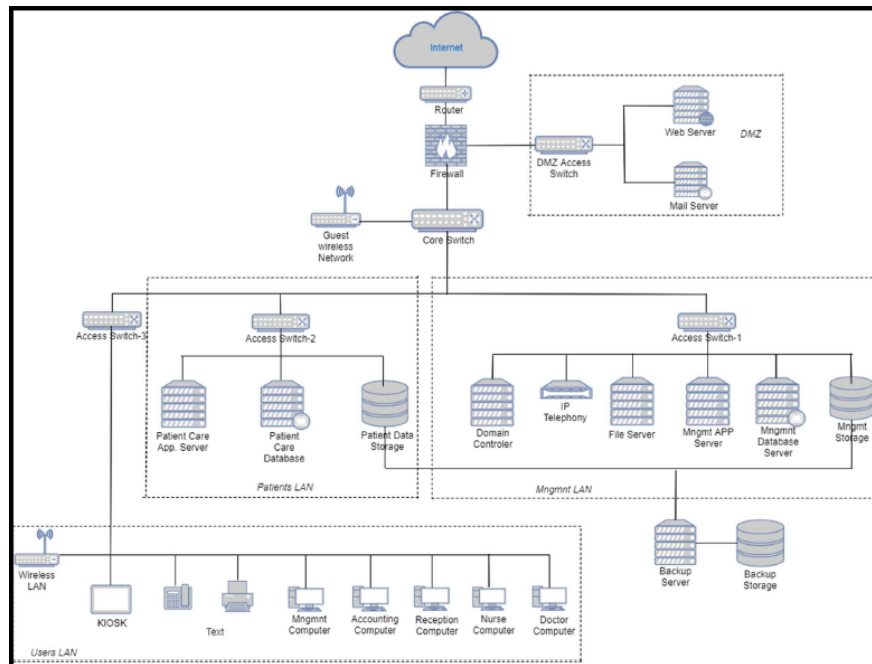 Internet
Router
Firewall
DMZ Access
Switch
Web Server
DMZ
Mail Server
Guest
wireless
Network
Core Switch
Access Switch-3
Access Switch-2
Access Switch-1
Patient Care
App. Server
Patient
Care
Database
Patient Data
Storage
Domain
Controler
IP
Telephony
File Server
Mngmt APP
Server
Mngmnt
Database
Server
Mngmt
Storage
Patients LAN
Mngmnt LAN
Backup
Server
Backup
Storage
Wireless
LAN
KIOSK
Text
Mngmnt
Computer
Accounting
Computer
Reception
Computer
Nurse
Computer
Doctor
Computer
Users LAN